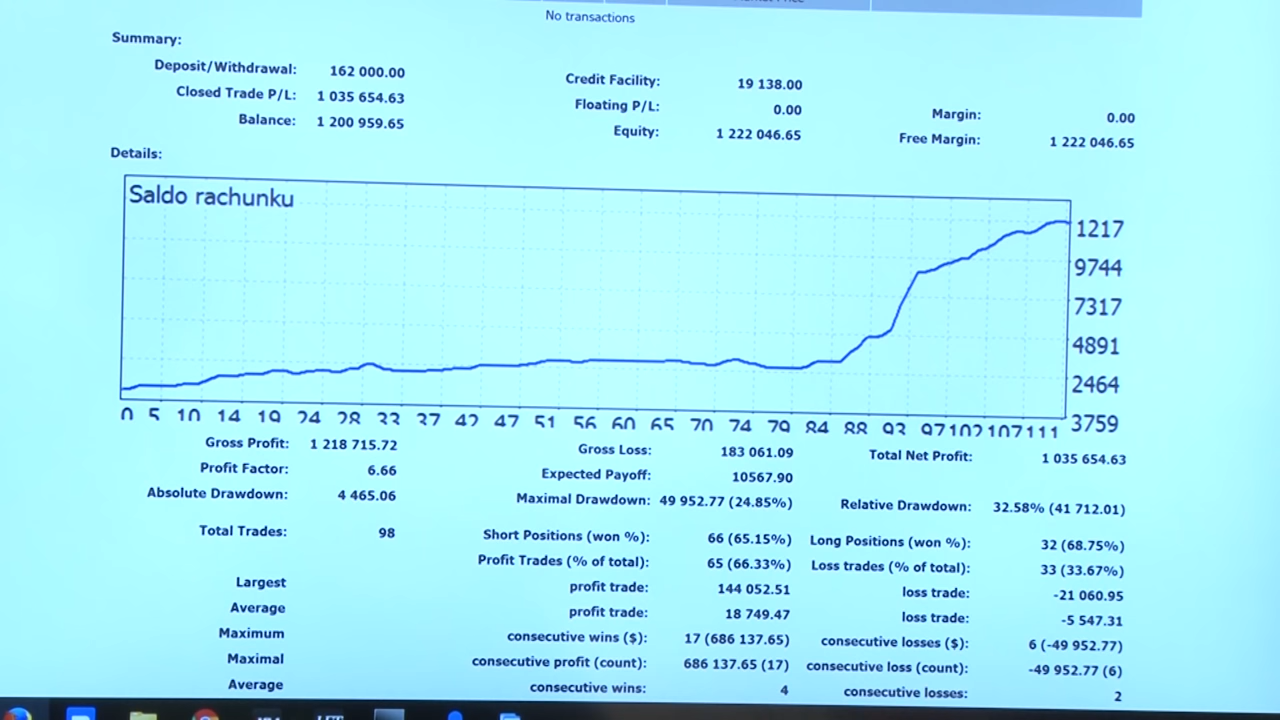 No transactions
Summary:
Deposit/Withdrawal: 162 000.00 Credit Facility: 19 138.00
Closed Trade P/L: 1 035 654.63 Floating P/L: 0.00 Margin: 0.00
Balance: 1 200 959.65 Equity: 1 222 046.65 Free Margin: 1 222 046.65
Details:
Saldo rachunku
1217
9744
7317
4891
2464
3759
0 5 10 14 19 24 28 33 37 42 47 51 56 60 65 70 74 79 84 88 93 97 102 107 111
Gross Profit: 1 218 715.72 Gross Loss: 183 061.09 Total Net Profit: 1 035 654.63
Profit Factor: 6.66 Expected Payoff: 10567.90
Absolute Drawdown: 4 465.06 Maximal Drawdown: 49 952.77 (24.85%) Relative Drawdown: 32.58% (41 712.01)
Total Trades: 98 Short Positions (won %): 66 (65.15%) Long Positions (won %): 32 (68.75%)
Profit Trades (% of total): 65 (66.33%) Loss trades (% of total): 33 (33.67%)
Largest profit trade: 144 052.51 loss trade: -21 060.95
Average profit trade: 18 749.47 loss trade: -5 547.31
Maximum consecutive wins ($): 17 (686 137.65) consecutive losses ($): 6 (-49 952.77)
Maximal consecutive profit (count): 686 137.65 (17) consecutive loss (count): -49 952.77 (6)
Average consecutive wins: 4 consecutive losses: 2